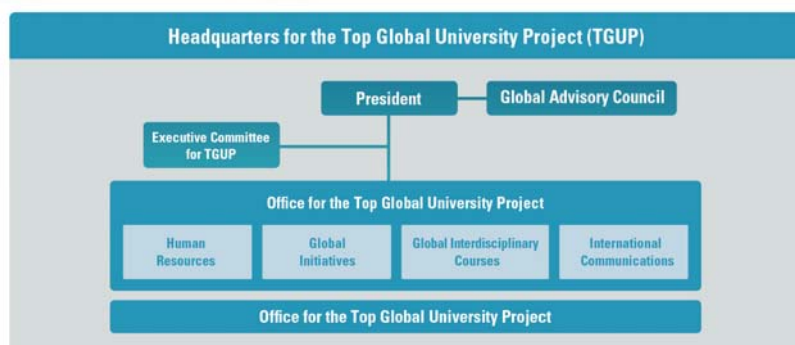 Headquarters for the Top Global University Project (TGUP)
President
Global Advisory Council
Executive Committee
for TGUP
Office for the Top Global University Project
Human
Resources
Global
Initiatives
Global Interdisciplinary
Courses
International
Communications
Office for the Top Global University Project